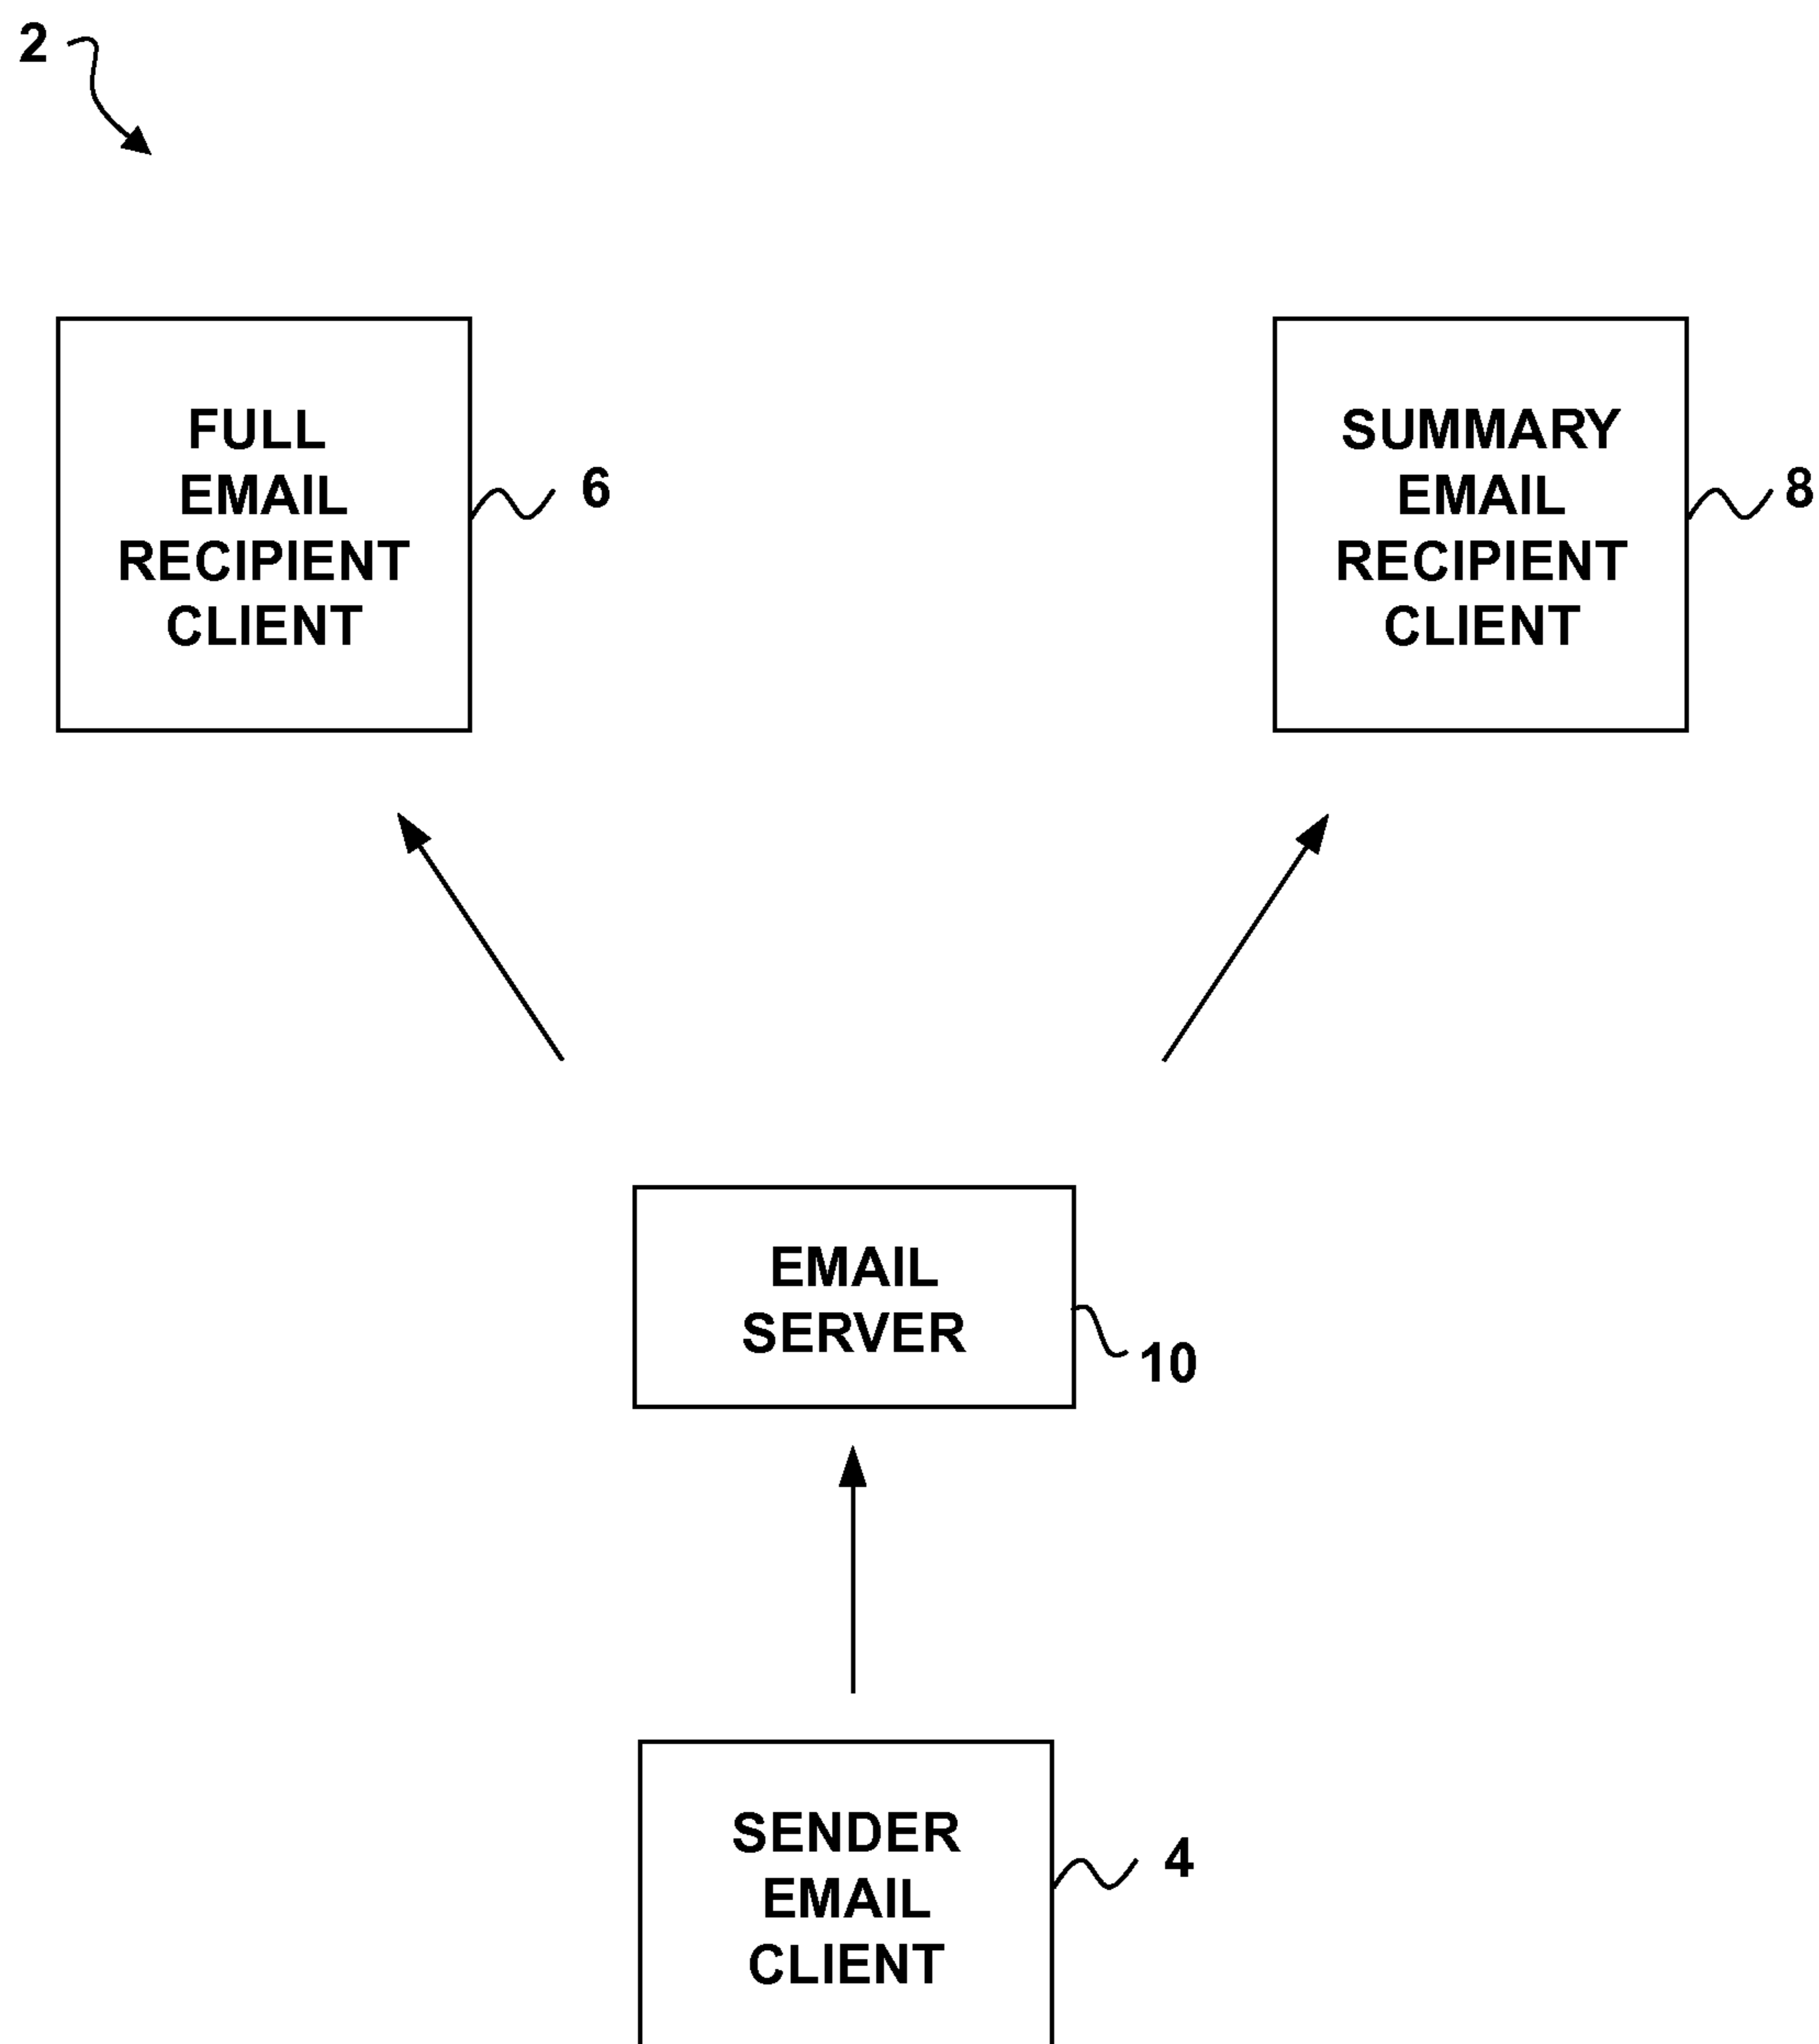 2
FULL
EMAIL
RECIPIENT
CLIENT
6
SUMMARY
EMAIL
RECIPIENT
CLIENT
8
EMAIL
SERVER
10
SENDER
EMAIL
CLIENT
4